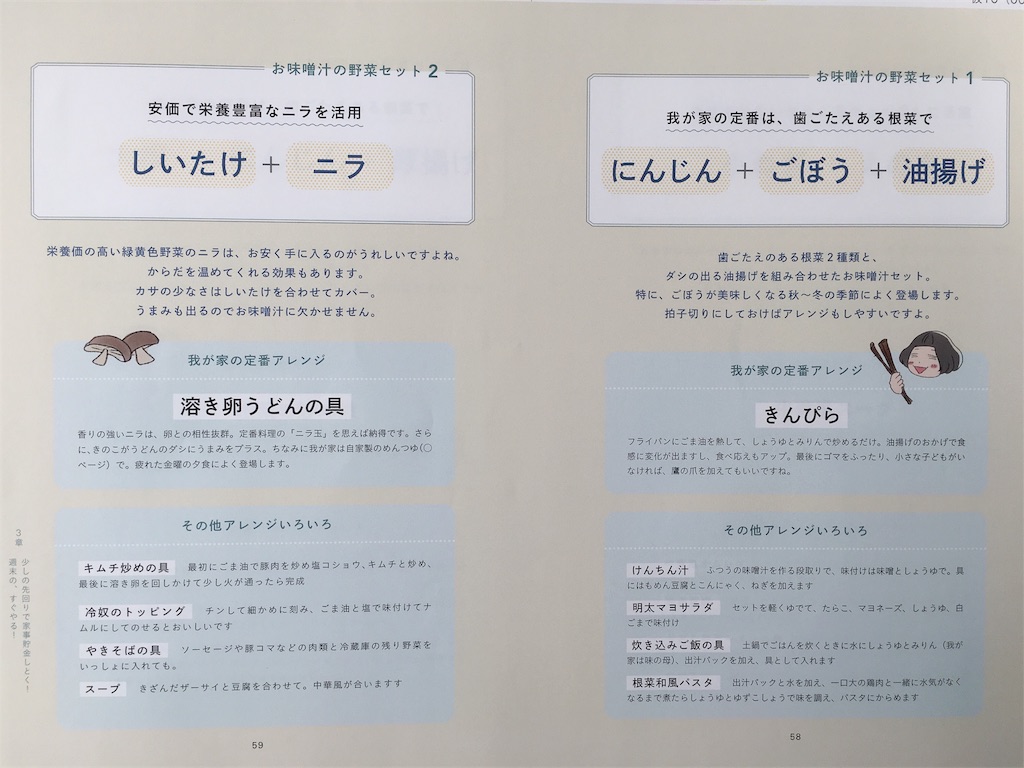 お味噌汁の野菜セット 1
我が家の定番は、歯ごたえある根菜で
にんじん + ごぼう + 油揚げ
歯ごたえのある根菜2種類と、
ダシの出る油揚げを組み合わせたお味噌汁セット。
特に、ごぼうが美味しくなる秋〜冬の季節によく登場します。
拍子切りにしておけばアレンジもしやすいですよ。
我が家の定番アレンジ
きんぴら
フライパンにごま油を熱して、しょうゆとみりんで炒めるだけ。油揚げのおかげで食
感に変化が出ますし、食べ応えもアップ。最後にゴマをふったり、小さな子どもがい
なければ、鷹の爪を加えてもいいですね。
その他アレンジいろいろ
けんちん汁 ふつうの味噌汁を作る段取りで、味付けは味噌としょうゆで。具
にはもめん豆腐とこんにゃく、ねぎを加えます
明太マヨサラダ セットを軽くゆでて、たらこ、マヨネーズ、しょうゆ、白
ごまで味付け
炊き込みご飯の具 土鍋でごはんを炊くときに水にしょうゆとみりん(我が
家は味の母)、出汁パックを加え、具として入れます
根菜和風パスタ 出汁パックと水を加え、一口大の鶏肉と一緒に水気がなく
なるまで煮たらしょうゆとゆずこしょうで味を調え、パスタにからめます
58
お味噌汁の野菜セット 2
安価で栄養豊富なニラを活用
しいたけ + ニラ
栄養価の高い緑黄色野菜のニラは、お安く手に入るのがうれしいですよね。
からだを温めてくれる効果もあります。
カサの少なさはしいたけを合わせてカバー。
うまみも出るのでお味噌汁に欠かせません。
我が家の定番アレンジ
溶き卵うどんの具
香りの強いニラは、卵との相性抜群。定番料理の「ニラ玉」を思えば納得です。さら
に、きのこがうどんのダシにうまみをプラス。ちなみに我が家は自家製のめんつゆ(〇
ページ)で。疲れた金曜の夕食によく登場します。
その他アレンジいろいろ
キムチ炒めの具 最初にごま油で豚肉を炒め塩コショウ、キムチと炒め、
最後に溶き卵を回しかけて少し火が通ったら完成
冷奴のトッピング チンして細かめに刻み、ごま油と塩で味付けてナ
ムルにしてのせるとおいしいです
やきそばの具 ソーセージや豚コマなどの肉類と冷蔵庫の残り野菜を
いっしょに入れても。
スープ きざんだザーサイと豆腐を合わせて。中華風が合いますす
3章 少しの先回りで家事貯金しとく!
週末の、すぐやる!
59